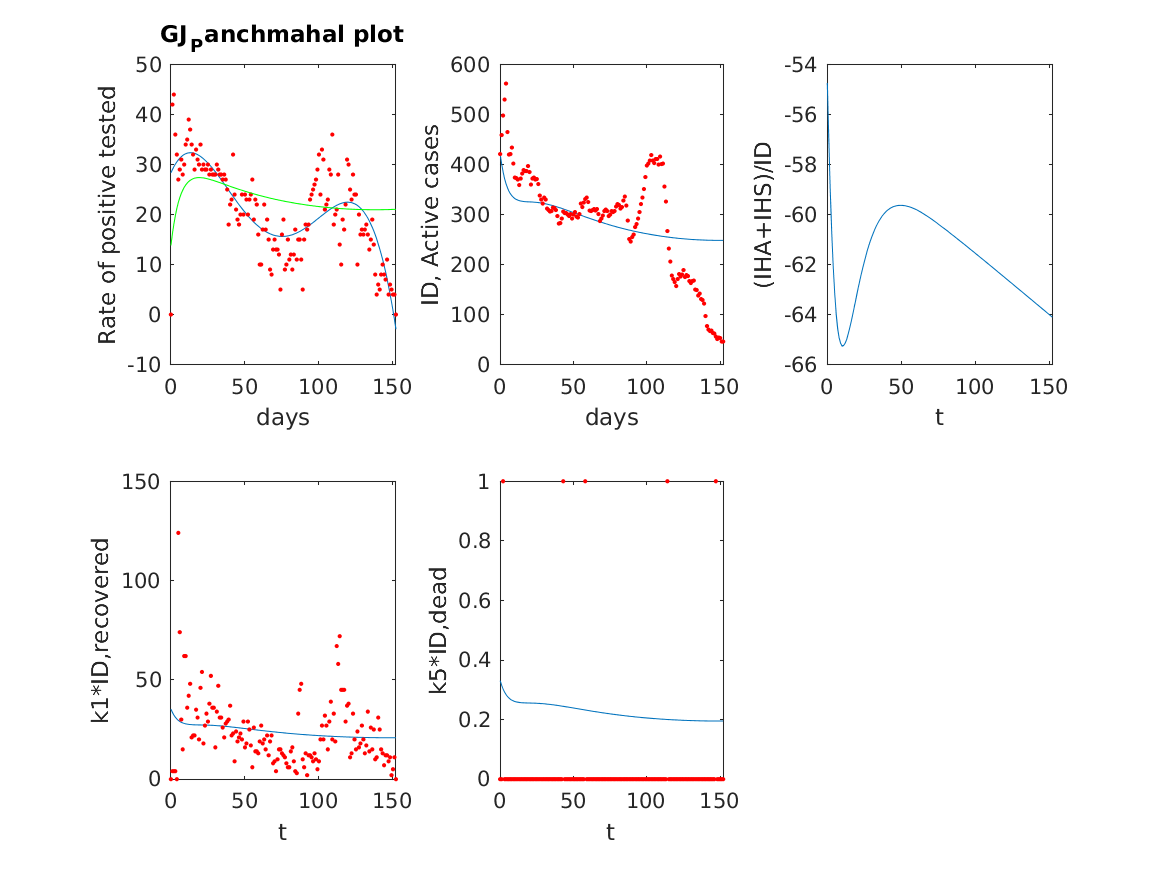 GJPanchmahal plot
50
40
30
20
10
0
-10
Rate of positive tested
0 50 100 150
days
600
500
400
300
200
100
0
ID, Active cases
0 50 100 150
days
-54
-56
-58
-60
-62
-64
-66
(IHA+IHS)/ID
0 50 100 150
t
150
100
50
0
k1*ID,recovered
0 50 100 150
t
1
0.8
0.6
0.4
0.2
0
k5*ID,dead
0 50 100 150
t